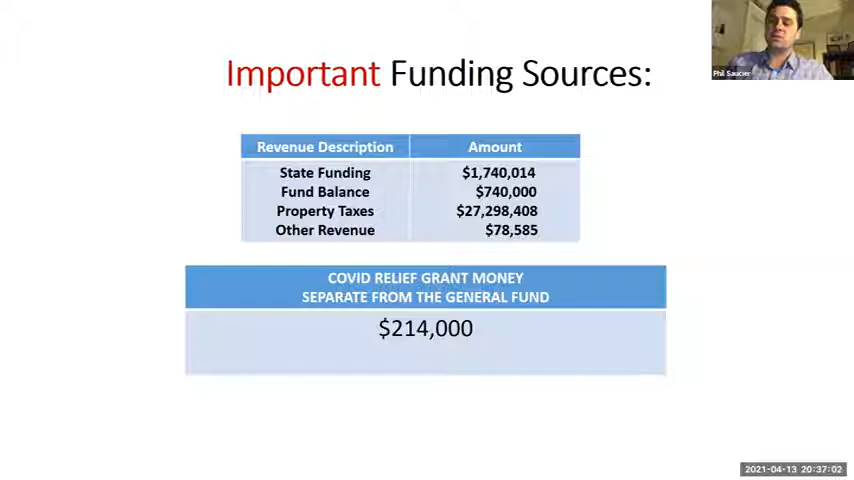 Phil Saucier
Important Funding Sources:
Revenue Description Amount
State Funding $1,740,014
Fund Balance $740,000
Property Taxes $27,298,408
Other Revenue $78,585
COVID RELIEF GRANT MONEY
SEPARATE FROM THE GENERAL FUND
$214,000
2021-04-13 20:37:02